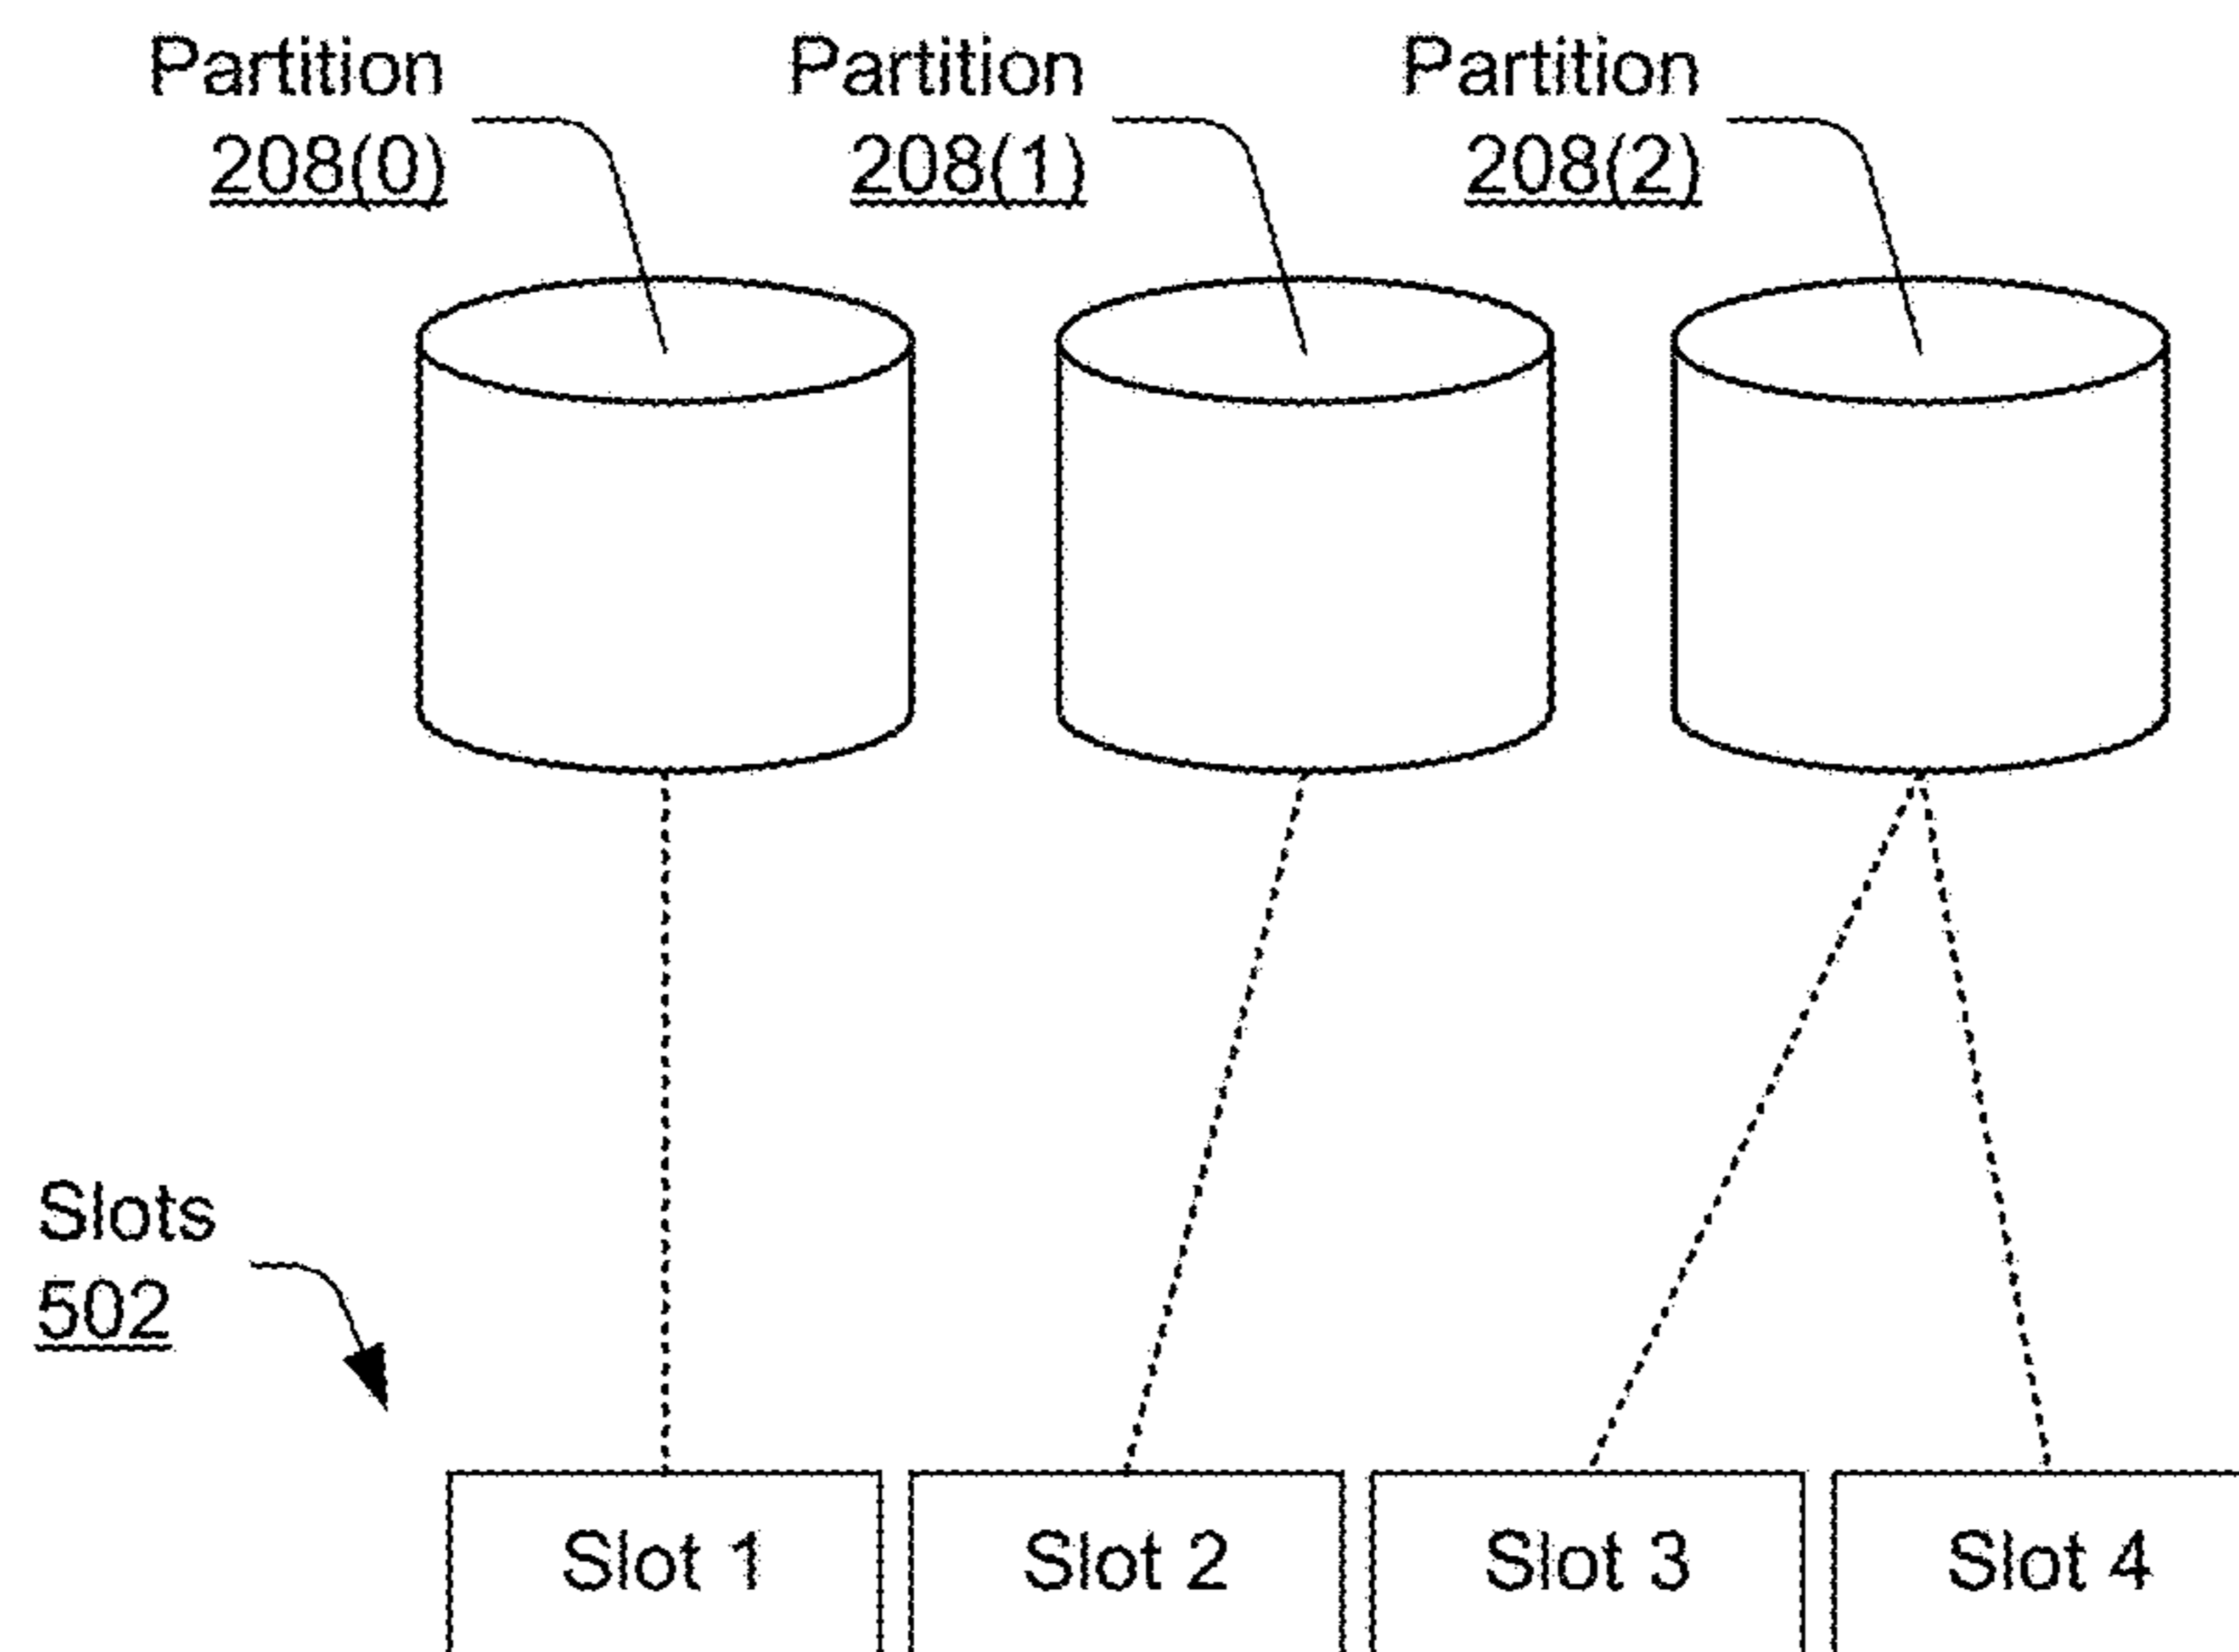 Partition
208(0)
Partition
208(1)
Partition
208(2)
Slots
502
Slot 1
Slot 2
Slot 3
Slot 4